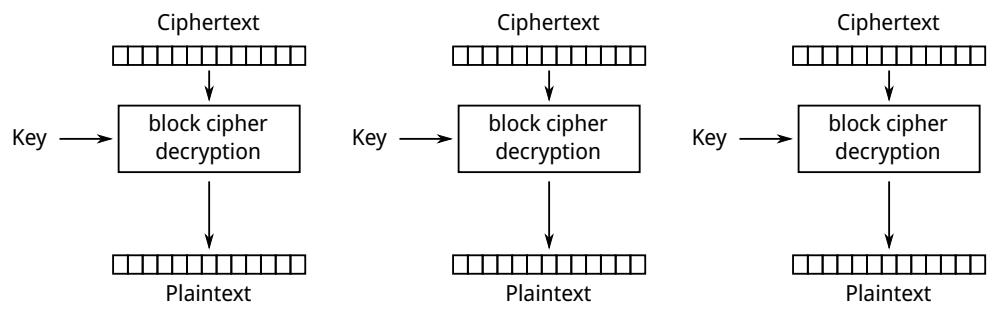 Ciphertext Ciphertext Ciphertext
Key block cipher decryption Key block cipher decryption Key block cipher decryption
Plaintext Plaintext Plaintext